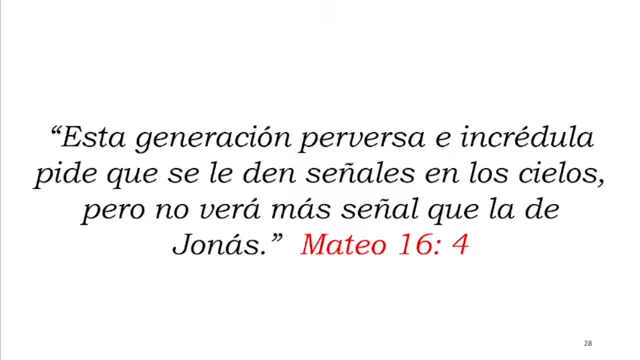 “Esta generación perversa e incrédula
pide que se le den señales en los cielos,
pero no verá más señal que la de
Jonás.” Mateo 16: 4
28